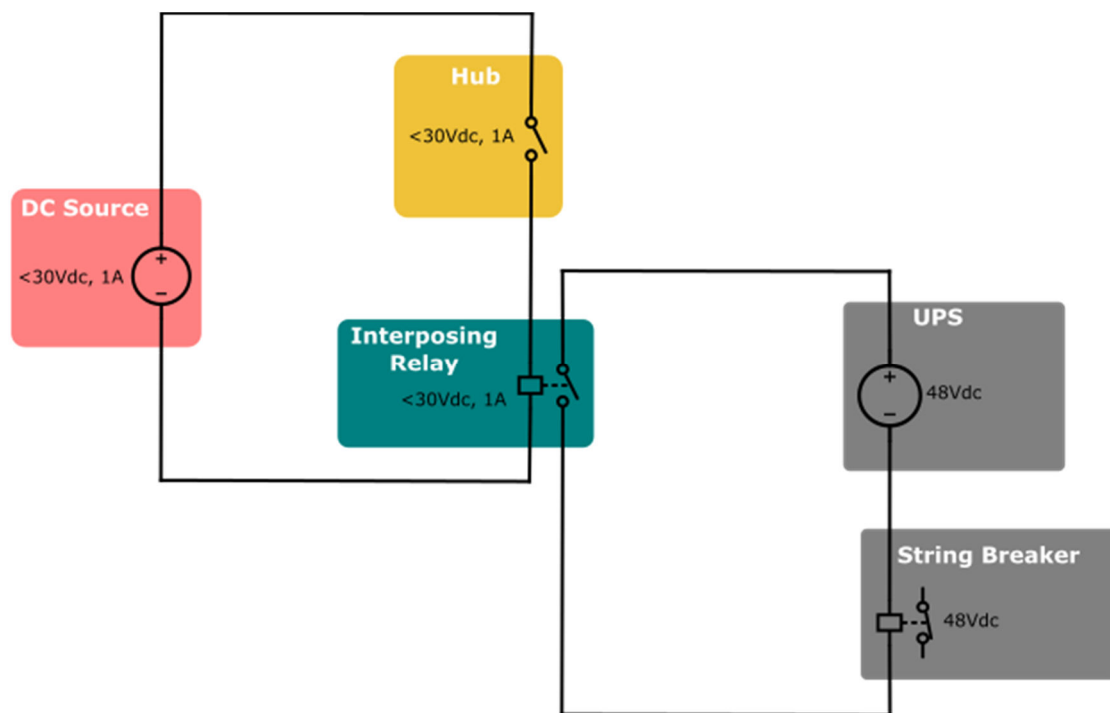 Hub
<30Vdc, 1A
DC Source
<30Vdc, 1A
+
−
Interposing
Relay
<30Vdc, 1A
UPS
+
−
48Vdc
String Breaker
48Vdc